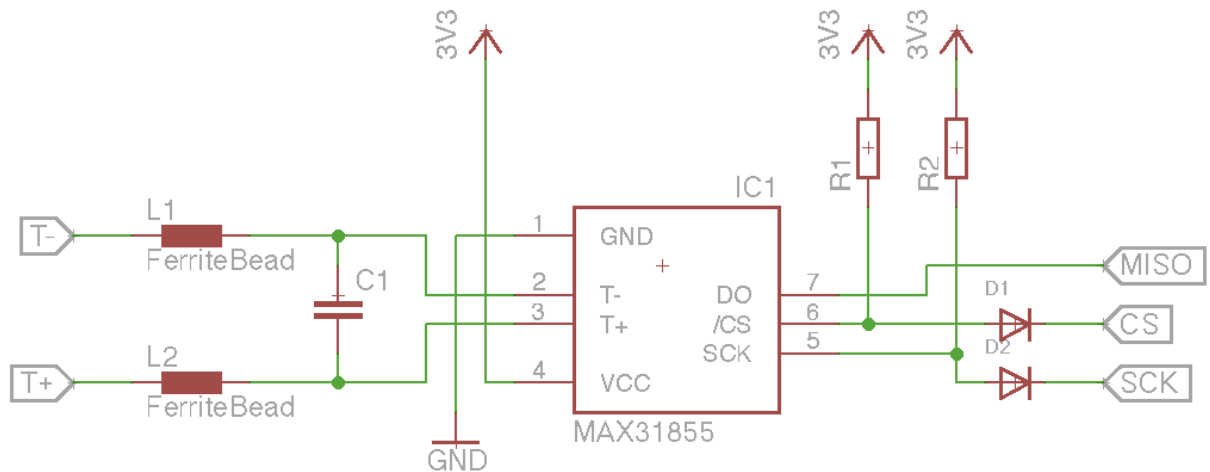 3V3
3V3
3V3
R1
R2
IC1
L1
T-
FerriteBead
C1
L2
T+
FerriteBead
1
GND
2
T-
3
T+
4
VCC
DO
7
/CS
6
SCK
5
MAX31855
GND
MISO
D1
CS
D2
SCK